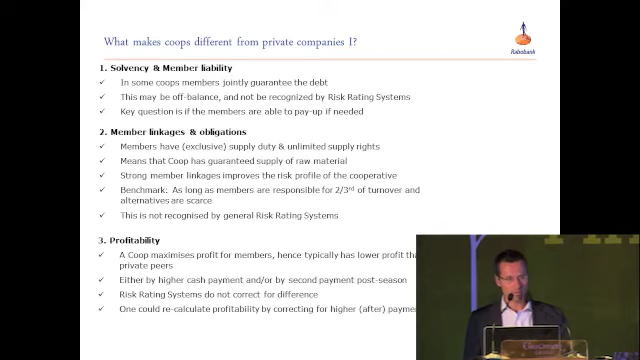 What makes coops different from private companies I?
Rabobank
1. Solvency & Member liability
✓ In some coops members jointly guarantee the debt
✓ This may be off-balance, and not be recognized by Risk Rating Systems
✓ Key question is if the members are able to pay-up if needed
2. Member linkages & obligations
✓ Members have (exclusive) supply duty & unlimited supply rights
✓ Means that Coop has guaranteed supply of raw material
✓ Strong member linkages improves the risk profile of the cooperative
✓ Benchmark: As long as members are responsible for 2/3rd of turnover and
alternatives are scarce
✓ This is not recognised by general Risk Rating Systems
3. Profitability
✓ A Coop maximises profit for members, hence typically has lower profit
private peers
✓ Either by higher cash payment and/or by second payment post-season
✓ Risk Rating Systems do not correct for difference
✓ One could re-calculate profitability by correcting for higher (after)